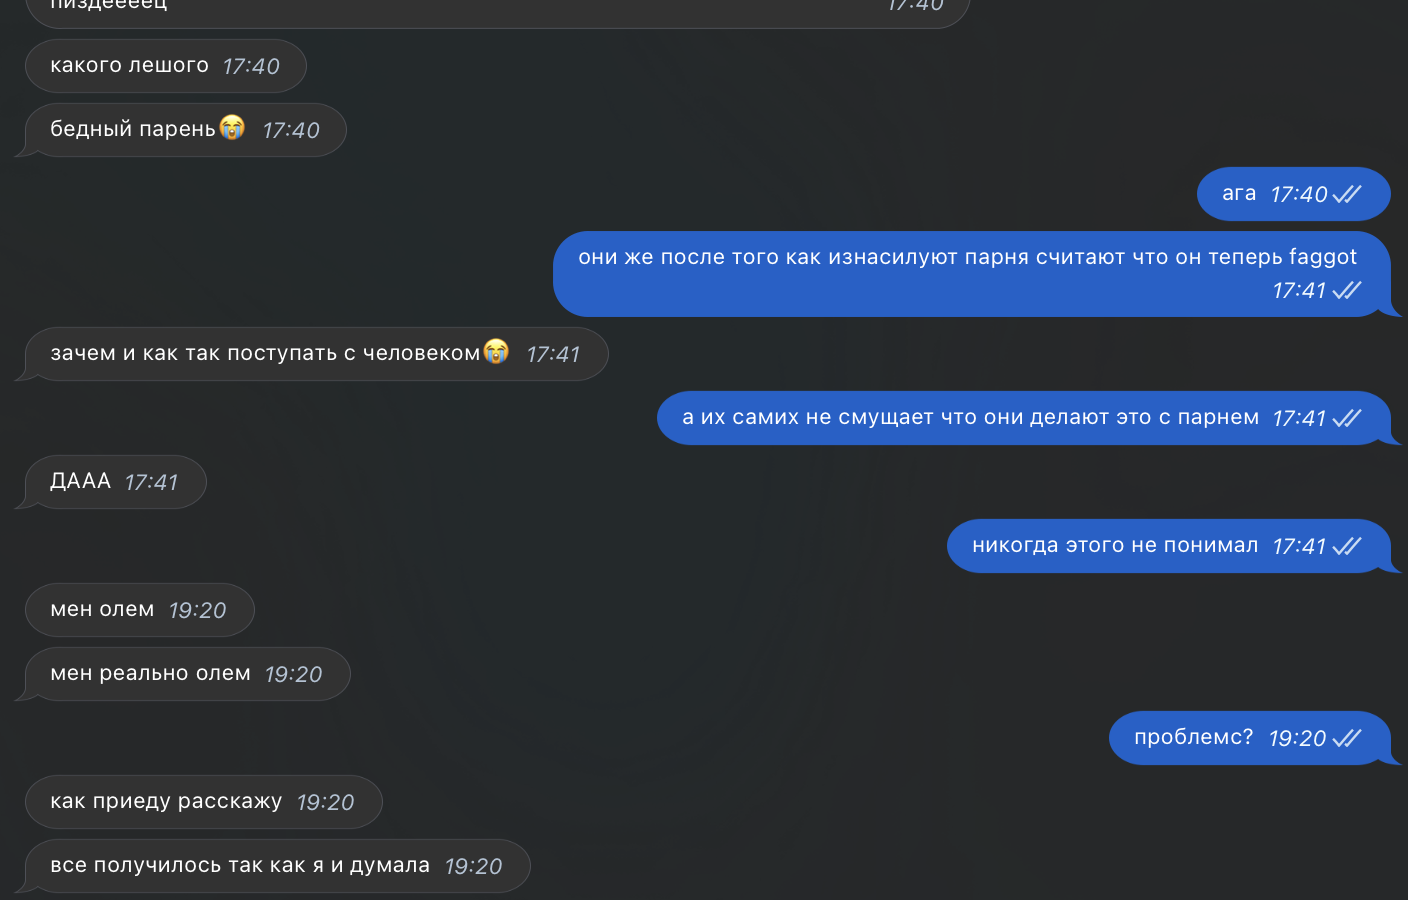 пиздеееец 17:40
какого лешого 17:40
бедный парень😭 17:40
ага 17:40
они же после того как изнасилуют парня считают что он теперь faggot
17:41
зачем и как так поступать с человеком😭 17:41
а их самих не смущает что они делают это с парнем 17:41
ДААА 17:41
никогда этого не понимал 17:41
мен олем 19:20
мен реально олем 19:20
проблемс? 19:20
как приеду расскажу 19:20
все получилось так как я и думала 19:20